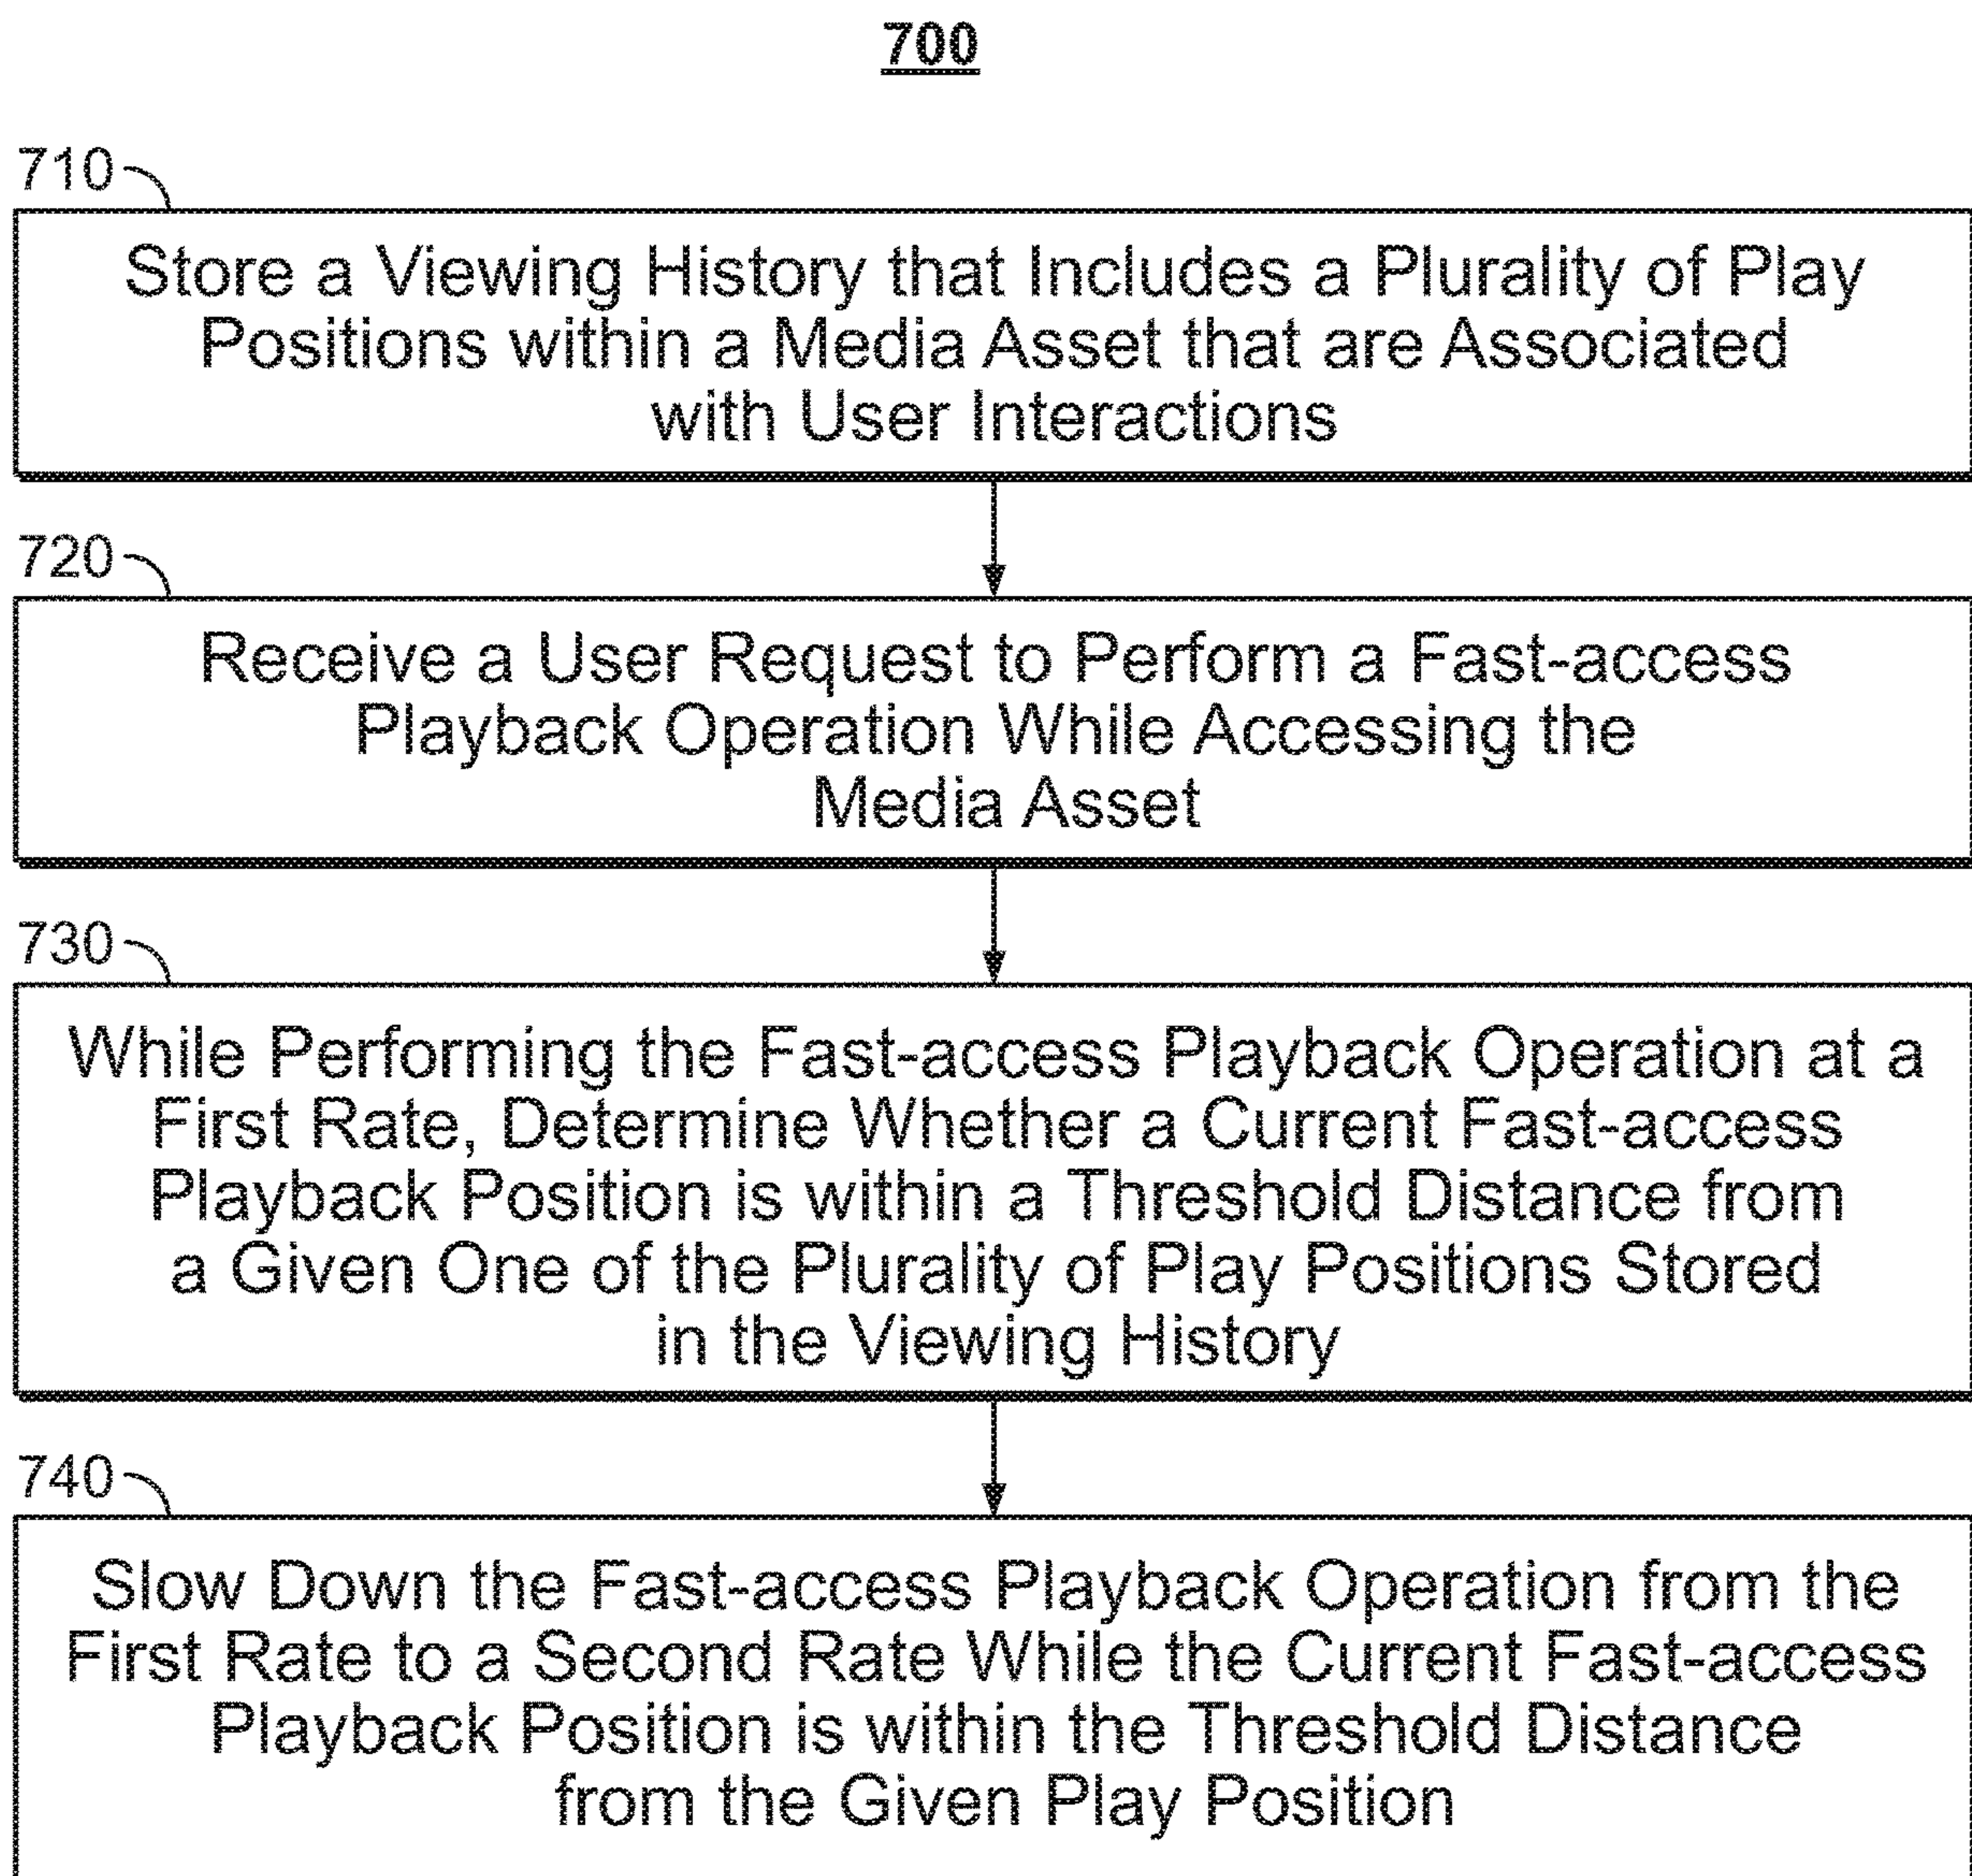 700
710
Store a Viewing History that Includes a Plurality of Play
Positions within a Media Asset that are Associated
with User Interactions
720
Receive a User Request to Perform a Fast-access
Playback Operation While Accessing the
Media Asset
730
While Performing the Fast-access Playback Operation at a
First Rate, Determine Whether a Current Fast-access
Playback Position is within a Threshold Distance from
a Given One of the Plurality of Play Positions Stored
in the Viewing History
740
Slow Down the Fast-access Playback Operation from the
First Rate to a Second Rate While the Current Fast-access
Playback Position is within the Threshold Distance
from the Given Play Position